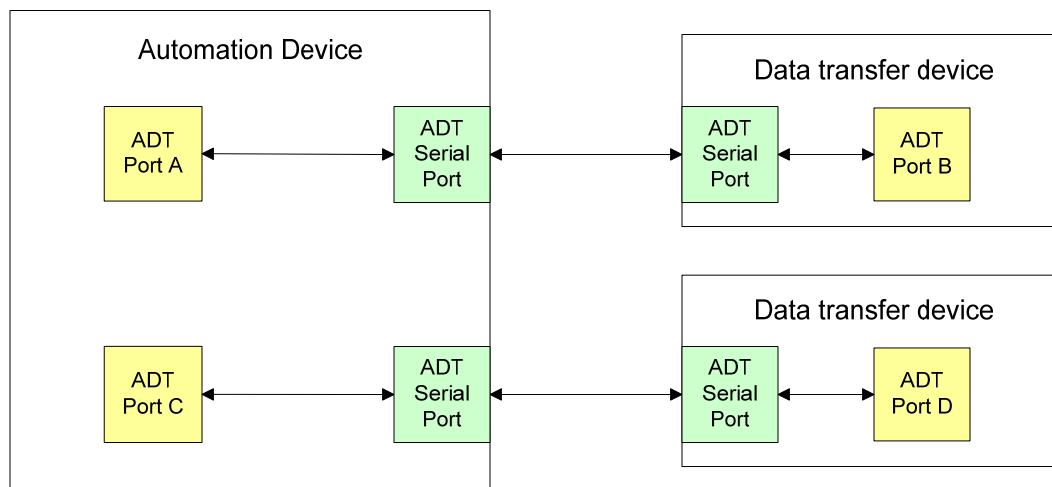 Automation Device
Data transfer device
ADT
Port A
ADT
Serial
Port
ADT
Serial
Port
ADT
Port B
Data transfer device
ADT
Port C
ADT
Serial
Port
ADT
Serial
Port
ADT
Port D